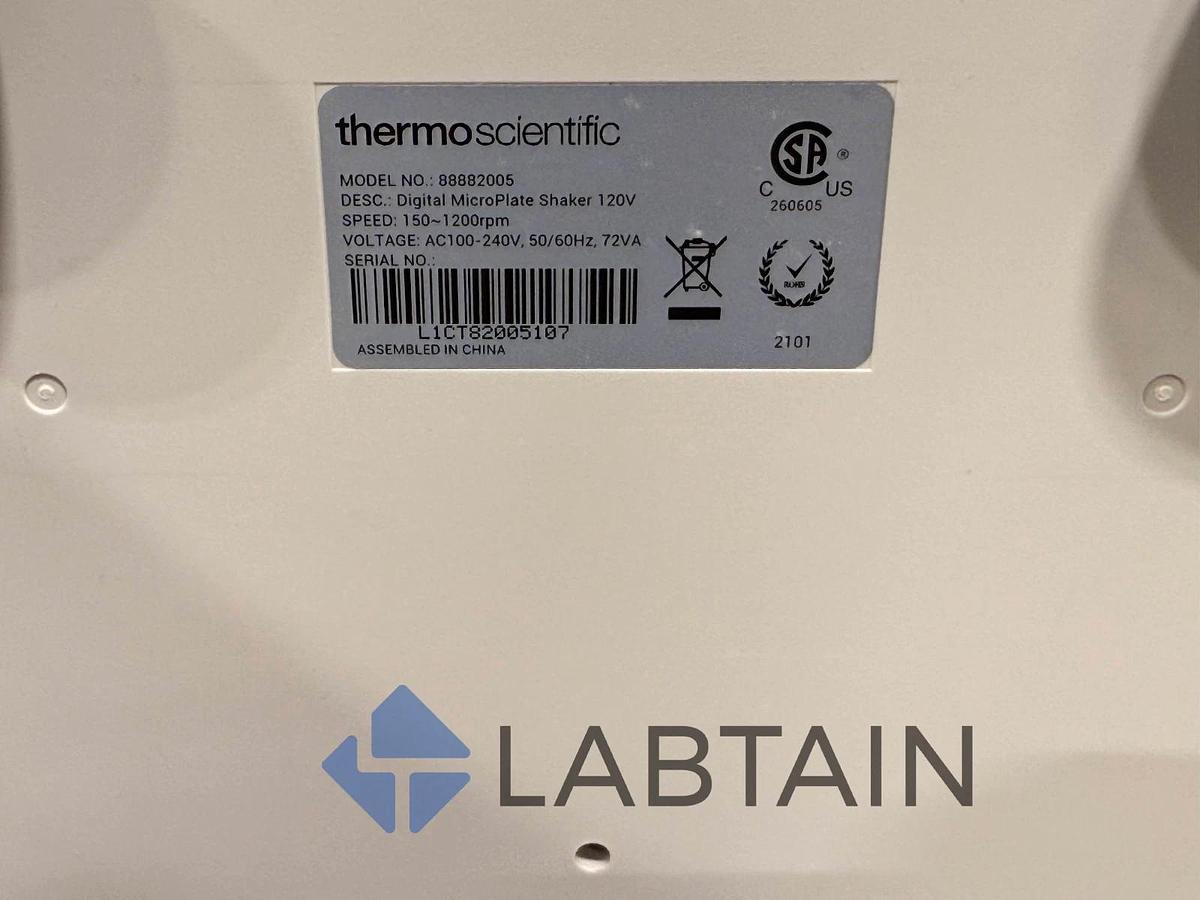 thermoscientific
MODEL NO.: 88882005
DESC.: Digital MicroPlate Shaker 120V
SPEED: 150~1200rpm
VOLTAGE: AC100-240V, 50/60Hz, 72VA
SERIAL NO.:
L1CT82005107
ASSEMBLED IN CHINA
SA ®
C US
260605
2101
LABTAIN